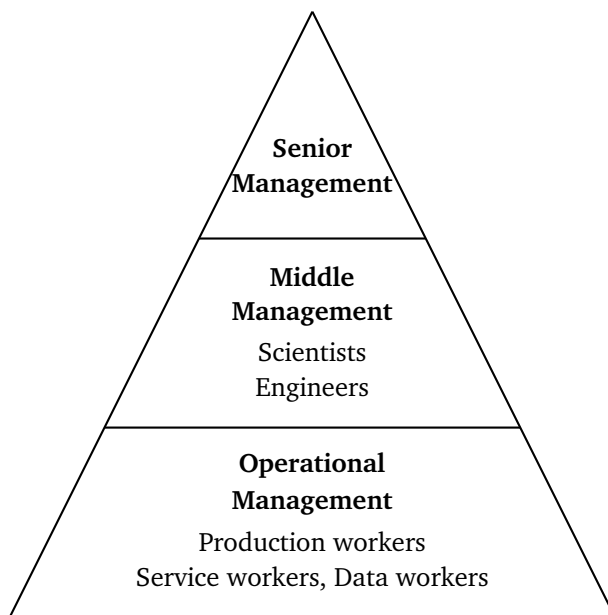 Senior
Management
Middle
Management
Scientists
Engineers
Operational
Management
Production workers
Service workers, Data workers